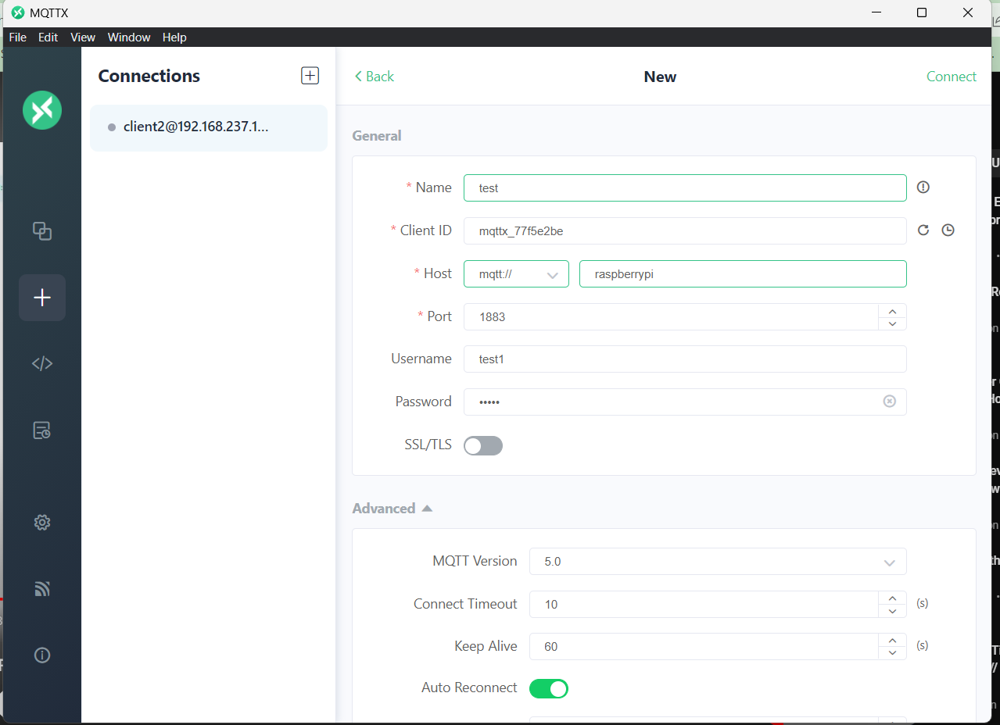 MQTTX
File Edit View Window Help
Connections
client2@192.168.237.1...
Back New Connect
General
* Name test
* Client ID mqttx_77f5e2be
* Host mqtt:// raspberrypi
* Port 1883
Username test1
Password •••••
SSL/TLS
Advanced
MQTT Version 5.0
Connect Timeout 10 (s)
Keep Alive 60 (s)
Auto Reconnect